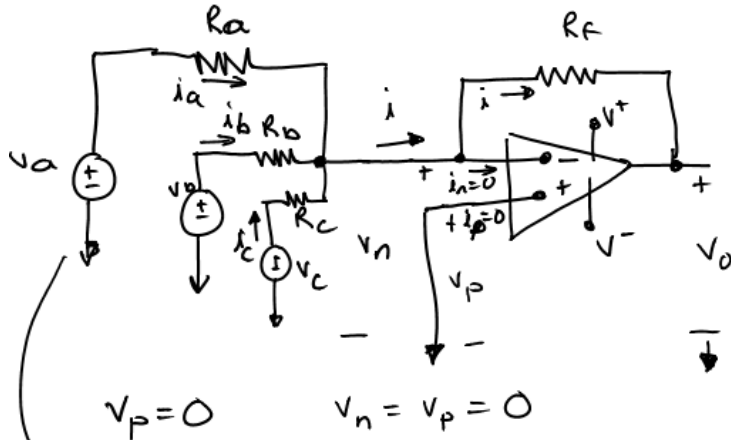 Ra
RF
ia
i
i
V+
ib
Rb
va
+
-
+
in=0
-
vb
+
-
+
ip=0
+
+
ic
Rc
vc
vn
vp
V-
vo
-
-
-
Vp = 0
Vn = Vp = 0